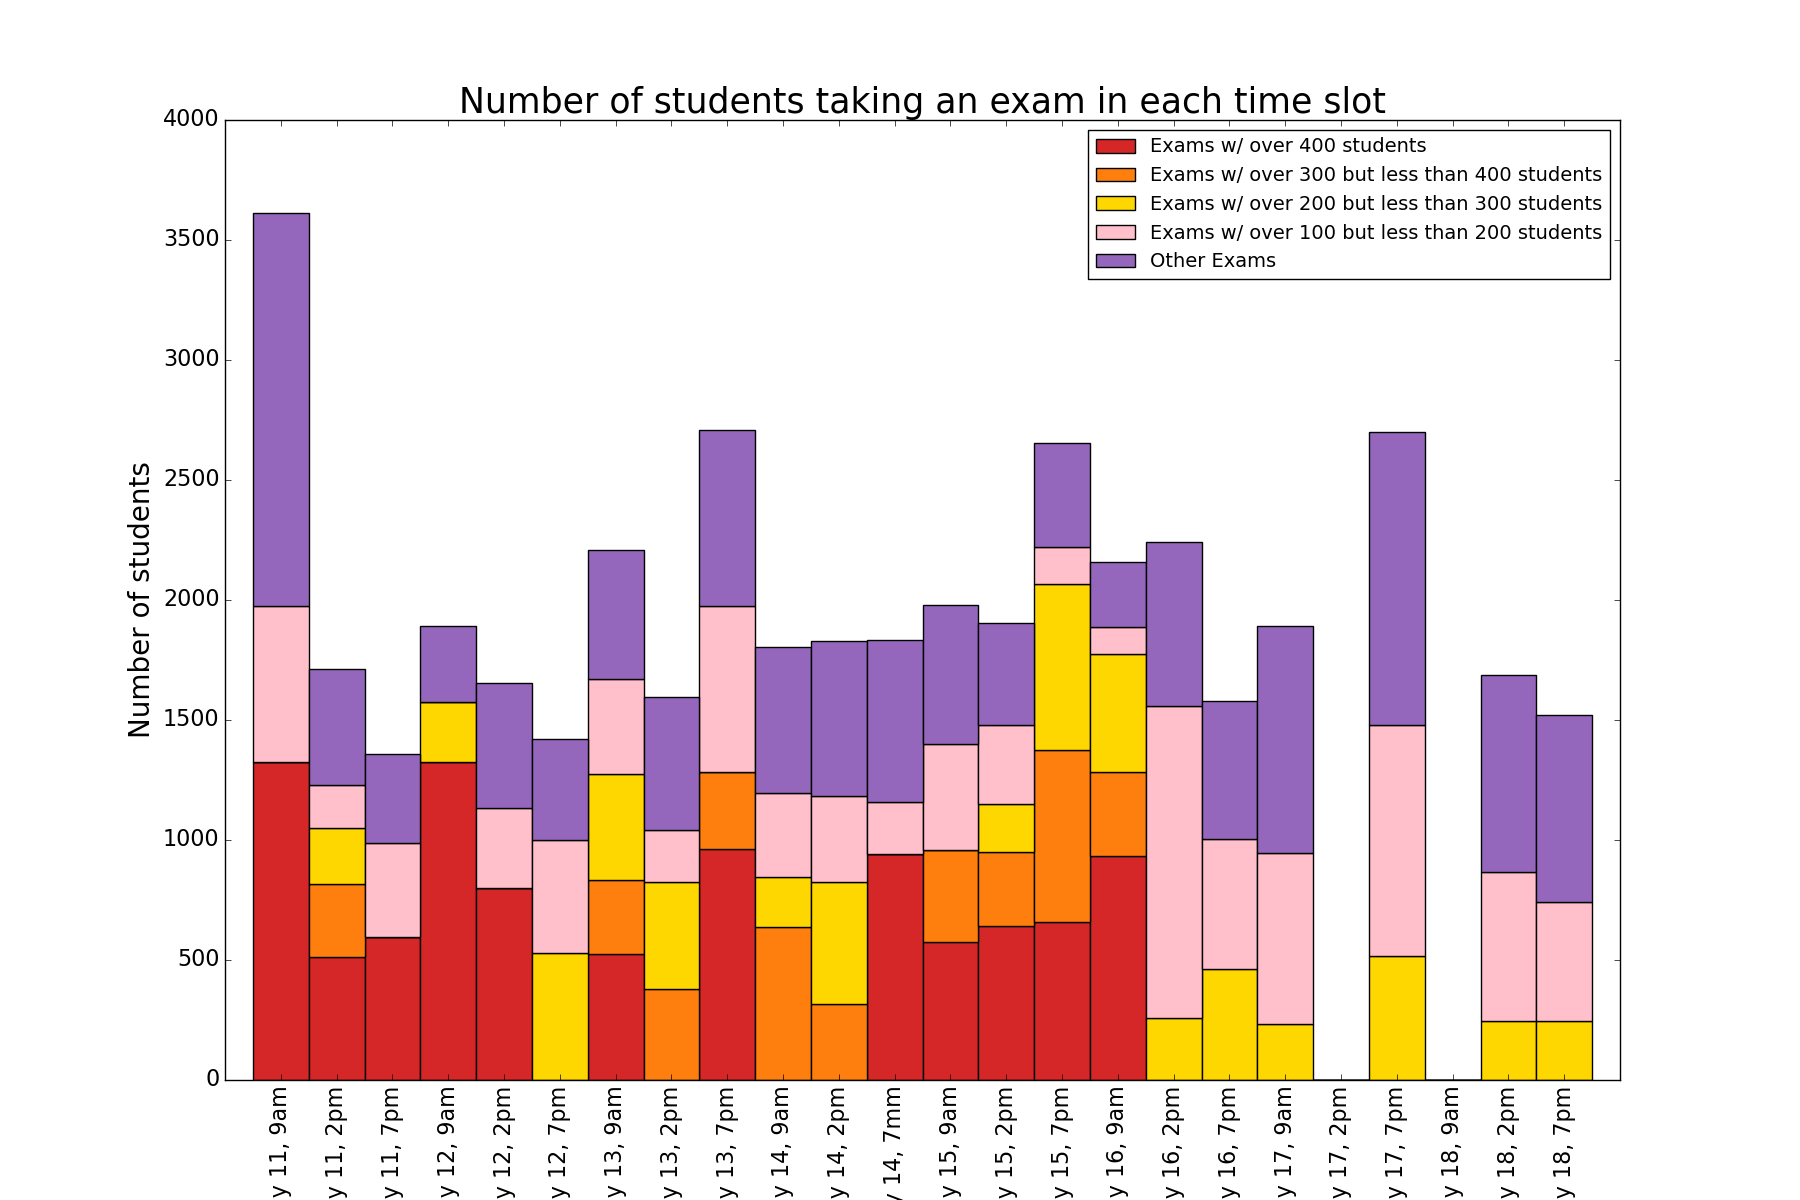 Number of students taking an exam in each time slot
4000
3500
3000
2500
2000
1500
1000
500
0
Number of students
Exams w/ over 400 students
Exams w/ over 300 but less than 400 students
Exams w/ over 200 but less than 300 students
Exams w/ over 100 but less than 200 students
Other Exams
y 11, 9am
y 11, 2pm
y 11, 7pm
y 12, 9am
y 12, 2pm
y 12, 7pm
y 13, 9am
y 13, 2pm
y 13, 7pm
y 14, 9am
y 14, 2pm
y 14, 7mm
y 15, 9am
y 15, 2pm
y 15, 7pm
y 16, 9am
y 16, 2pm
y 16, 7pm
y 17, 9am
y 17, 2pm
y 17, 7pm
y 18, 9am
y 18, 2pm
y 18, 7pm